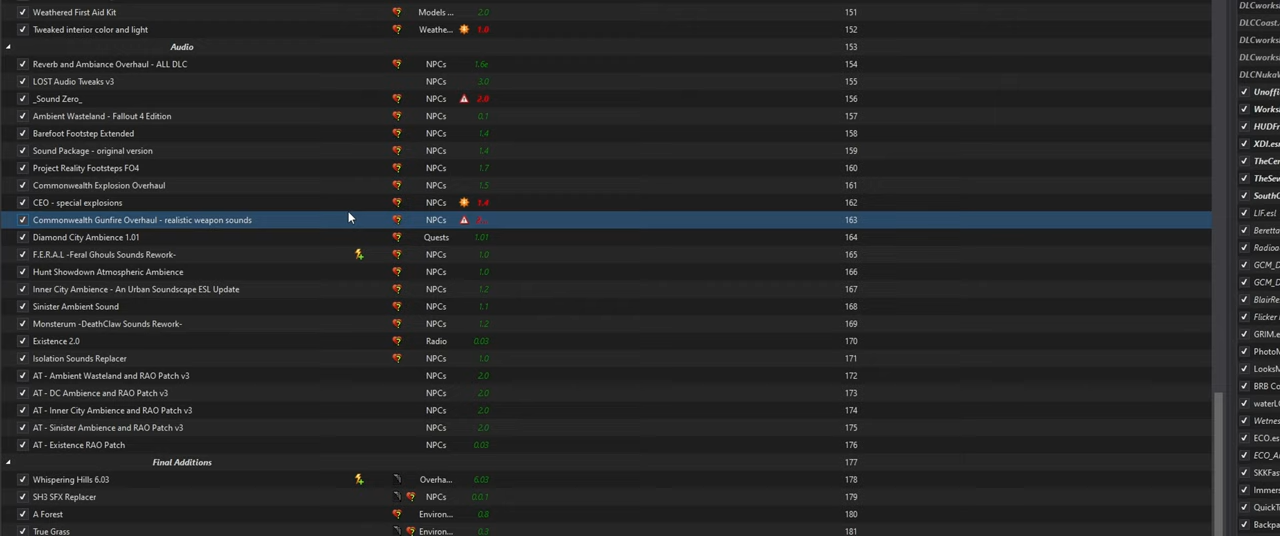 Weathered First Aid Kit Models ... 2.0 151
Tweaked interior color and light Weathe... 1.0 152
Audio 153
Reverb and Ambiance Overhaul - ALL DLC NPCs 1.6e 154
LOST Audio Tweaks v3 NPCs 3.0 155
_Sound Zero_ NPCs 2.0 156
Ambient Wasteland - Fallout 4 Edition NPCs 0.1 157
Barefoot Footstep Extended NPCs 1.4 158
Sound Package - original version NPCs 1.4 159
Project Reality Footsteps FO4 NPCs 1.7 160
Commonwealth Explosion Overhaul NPCs 1.5 161
CEO - special explosions NPCs 1.4 162
Commonwealth Gunfire Overhaul - realistic weapon sounds NPCs 2... 163
Diamond City Ambience 1.01 Quests 1.01 164
F.E.R.A.L -Feral Ghouls Sounds Rework- NPCs 1.0 165
Hunt Showdown Atmospheric Ambience NPCs 1.0 166
Inner City Ambience - An Urban Soundscape ESL Update NPCs 1.2 167
Sinister Ambient Sound NPCs 1.1 168
Monsterum -DeathClaw Sounds Rework- NPCs 1.2 169
Existence 2.0 Radio 0.03 170
Isolation Sounds Replacer NPCs 1.0 171
AT - Ambient Wasteland and RAO Patch v3 NPCs 2.0 172
AT - DC Ambience and RAO Patch v3 NPCs 2.0 173
AT - Inner City Ambience and RAO Patch v3 NPCs 2.0 174
AT - Sinister Ambience and RAO Patch v3 NPCs 2.0 175
AT - Existence RAO Patch NPCs 0.03 176
Final Additions 177
Whispering Hills 6.03 Overha... 6.03 178
SH3 SFX Replacer NPCs 0.0.1 179
A Forest Environ... 0.8 180
True Grass Environ... 0.3 181
DLCworks
DLCCoast.
DLCworks
DLCworks
DLCNukaW
Unoffi
Works
HUDFr
XDI.es
TheCer
TheSew
SouthC
LIF.esl
Beretta
Radioa
GCM_D
GCM_D
BlairRe
Flicker
GRIM.e
PhotoM
LooksM
BRB Co
waterLO
Wetnes
ECO.es
ECO_Al
SKKFas
Immers
QuickT
Backpa